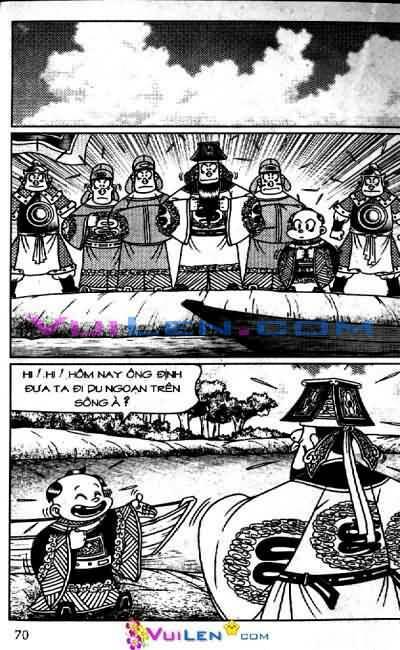 VuiLen.com
HI! HI! HÔM NAY ÔNG ĐỊNH
ĐƯA TA ĐI DU NGOẠN TRÊN
SÔNG À?
70
VuiLen.com